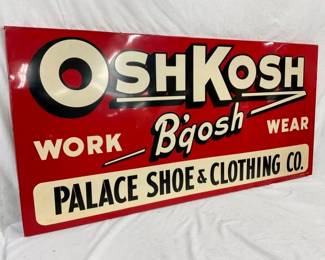 OSHKOSH
B'gosh
WORK WEAR
PALACE SHOE & CLOTHING CO.